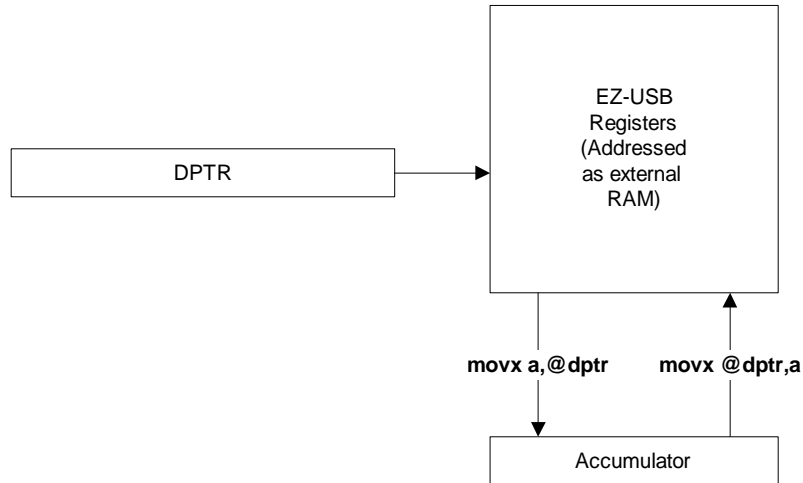 EZ-USB
Registers
(Addressed
as external
RAM)
DPTR
movx a,@dptr
movx @dptr,a
Accumulator